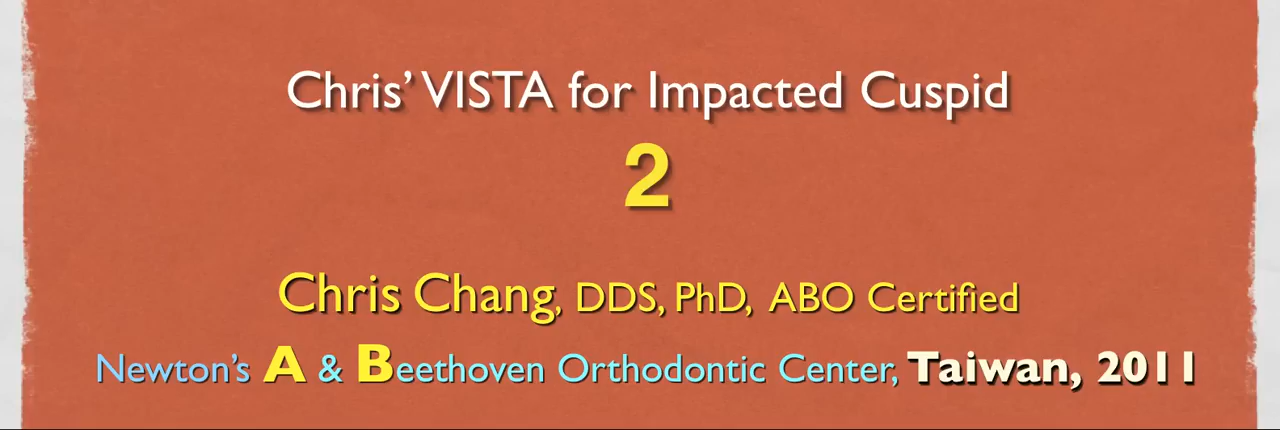 Chris’ VISTA for Impacted Cuspid
2
Chris Chang, DDS, PhD, ABO Certified
Newton’s A & Beethoven Orthodontic Center, Taiwan, 2011